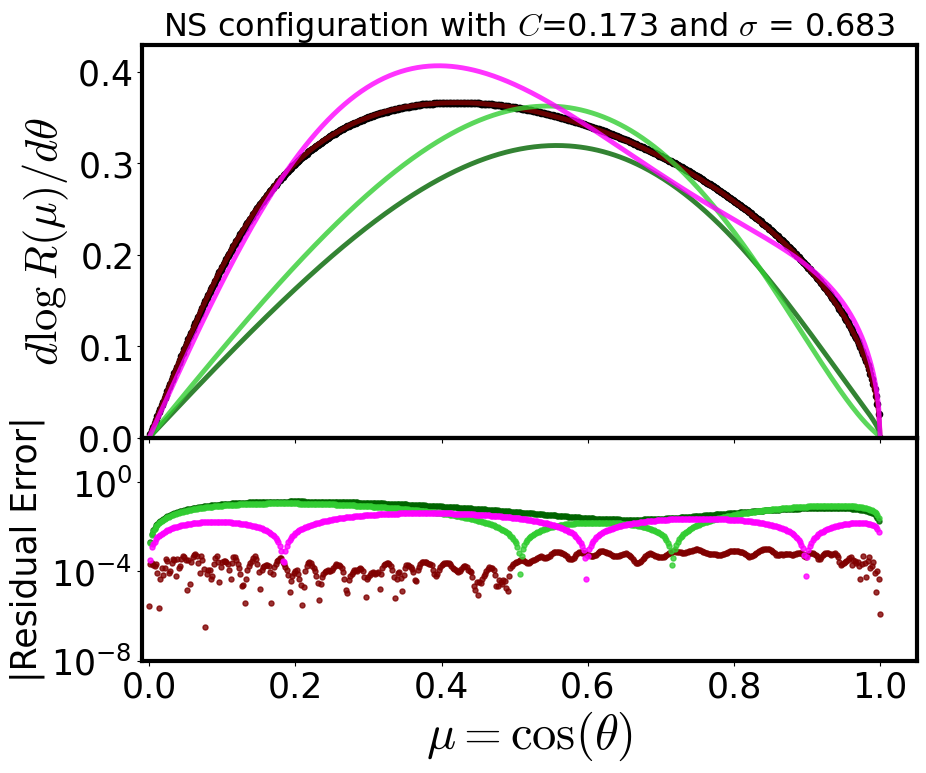 NS configuration with C=0.173 and σ = 0.683
d log R(μ)/dθ
0.4
0.3
0.2
0.1
0.0
|Residual Error|
10⁰
10⁻⁴
10⁻⁸
0.0 0.2 0.4 0.6 0.8 1.0
μ = cos(θ)